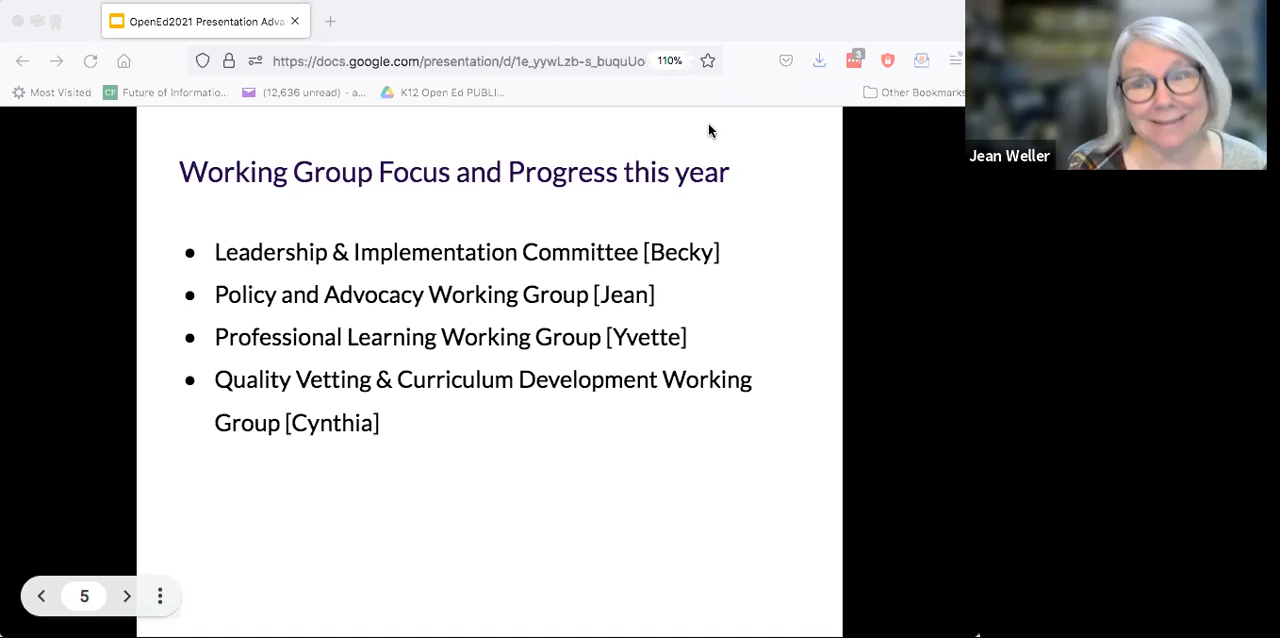 OpenEd2021 Presentation Adva
https://docs.google.com/presentation/d/1e_yywLzb-s_buquUo
110%
3
Most Visited
CF Future of Informatio...
(12,636 unread) - a...
K12 Open Ed PUBLI...
Other Bookmarks
Jean Weller
Working Group Focus and Progress this year
• Leadership & Implementation Committee [Becky]
• Policy and Advocacy Working Group [Jean]
• Professional Learning Working Group [Yvette]
• Quality Vetting & Curriculum Development Working
Group [Cynthia]
5